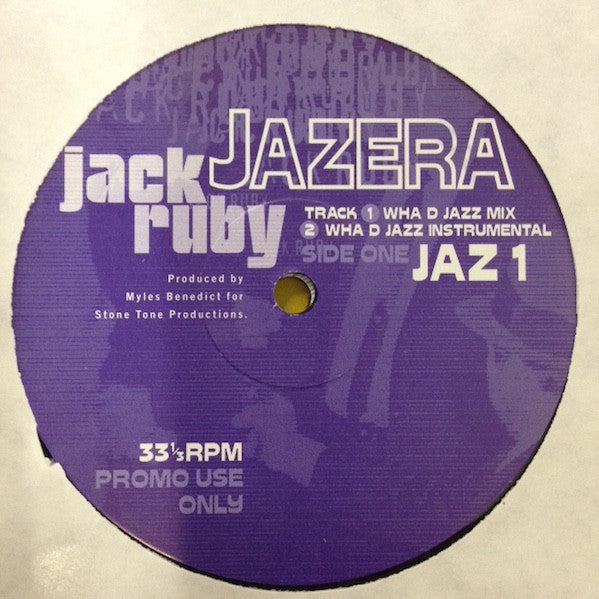 JAZERA
jack
ruby
TRACK 1 WHA D JAZZ MIX
2 WHA D JAZZ INSTRUMENTAL
SIDE ONE JAZ 1
Produced by
Myles Benedict for
Stone Tone Productions.
33⅓RPM
PROMO USE
ONLY